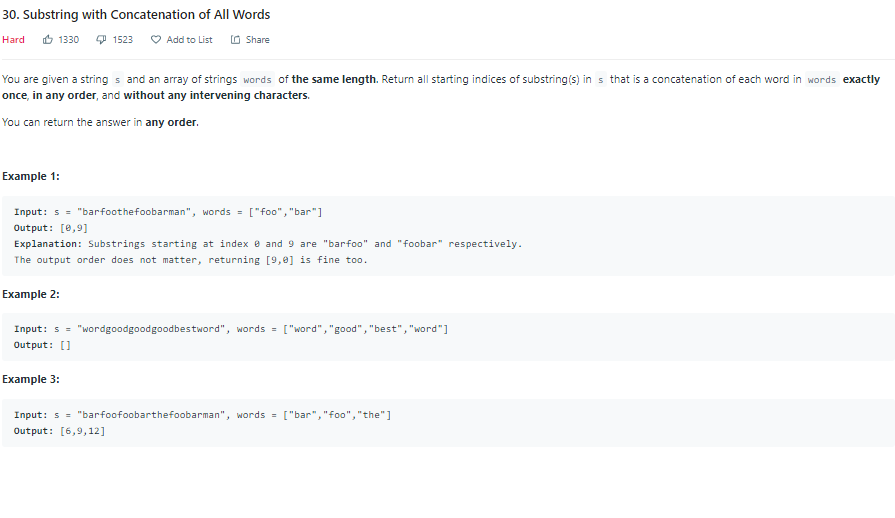 30. Substring with Concatenation of All Words
Hard 1330 1523 Add to List Share
You are given a string s and an array of strings words of the same length. Return all starting indices of substring(s) in s that is a concatenation of each word in words exactly
once, in any order, and without any intervening characters.
You can return the answer in any order.
Example 1:
Input: s = "barfoothefoobarman", words = ["foo","bar"]
Output: [0,9]
Explanation: Substrings starting at index 0 and 9 are "barfoo" and "foobar" respectively.
The output order does not matter, returning [9,0] is fine too.
Example 2:
Input: s = "wordgoodgoodgoodbestword", words = ["word","good","best","word"]
Output: []
Example 3:
Input: s = "barfoofoobarthefoobarman", words = ["bar","foo","the"]
Output: [6,9,12]